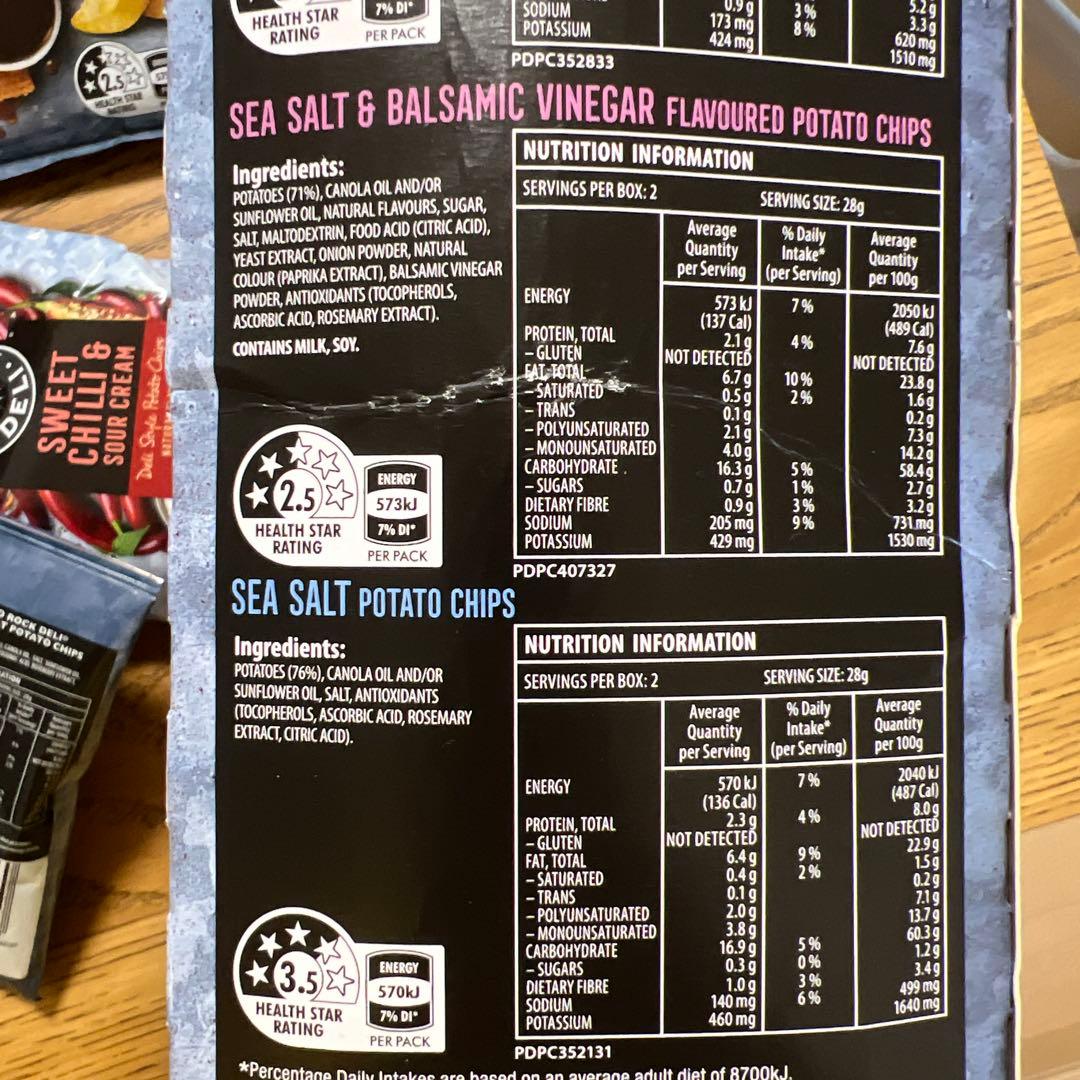 HEALTH STAR
RATING
7% DI*
PER PACK
SODIUM 0.9 g 3 % 5.2 g
POTASSIUM 173 mg 8 % 3.3 g
424 mg 620 mg
1510 mg
PDPC352833
SEA SALT & BALSAMIC VINEGAR FLAVOURED POTATO CHIPS
Ingredients:
POTATOES (71%), CANOLA OIL AND/OR
SUNFLOWER OIL, NATURAL FLAVOURS, SUGAR,
SALT, MALTODEXTRIN, FOOD ACID (CITRIC ACID),
YEAST EXTRACT, ONION POWDER, NATURAL
COLOUR (PAPRIKA EXTRACT), BALSAMIC VINEGAR
POWDER, ANTIOXIDANTS (TOCOPHEROLS,
ASCORBIC ACID, ROSEMARY EXTRACT).
CONTAINS MILK, SOY.
NUTRITION INFORMATION
SERVINGS PER BOX: 2 SERVING SIZE: 28g
Average Quantity per Serving % Daily Intake* (per Serving) Average Quantity per 100g
ENERGY 573 kJ 7 % 2050 kJ
(137 Cal) (489 Cal)
PROTEIN, TOTAL 2.1 g 4 % 7.6 g
– GLUTEN NOT DETECTED NOT DETECTED
FAT, TOTAL 6.7 g 10 % 23.8 g
– SATURATED 0.5 g 2 % 1.6 g
– TRANS 0.1 g 0.2 g
– POLYUNSATURATED 2.1 g 7.3 g
– MONOUNSATURATED 4.0 g 14.2 g
CARBOHYDRATE 16.3 g 5 % 58.4 g
– SUGARS 0.7 g 1 % 2.7 g
DIETARY FIBRE 0.9 g 3 % 3.2 g
SODIUM 205 mg 9 % 731 mg
POTASSIUM 429 mg 1530 mg
2.5
HEALTH STAR
RATING
ENERGY
573kJ
7% DI*
PER PACK
PDPC407327
SEA SALT POTATO CHIPS
Ingredients:
POTATOES (76%), CANOLA OIL AND/OR
SUNFLOWER OIL, SALT, ANTIOXIDANTS
(TOCOPHEROLS, ASCORBIC ACID, ROSEMARY
EXTRACT, CITRIC ACID).
NUTRITION INFORMATION
SERVINGS PER BOX: 2 SERVING SIZE: 28g
Average Quantity per Serving % Daily Intake* (per Serving) Average Quantity per 100g
ENERGY 570 kJ 7 % 2040 kJ
(136 Cal) (487 Cal)
PROTEIN, TOTAL 2.3 g 4 % 8.0 g
– GLUTEN NOT DETECTED NOT DETECTED
FAT, TOTAL 6.4 g 9 % 22.9 g
– SATURATED 0.4 g 2 % 1.5 g
– TRANS 0.1 g 0.2 g
– POLYUNSATURATED 2.0 g 7.1 g
– MONOUNSATURATED 3.8 g 13.7 g
CARBOHYDRATE 16.9 g 5 % 60.3 g
– SUGARS 0.3 g 0 % 1.2 g
DIETARY FIBRE 1.0 g 3 % 3.4 g
SODIUM 140 mg 6 % 499 mg
POTASSIUM 460 mg 1640 mg
3.5
HEALTH STAR
RATING
ENERGY
570kJ
7% DI*
PER PACK
PDPC352131
*Percentage Daily Intakes are based on an average adult diet of 8700kJ.
2.5
HEALTH STAR
DELI
SWEET
CHILLI &
SOUR CREAM
Deli Style Potato Chips
ROCK DELI
POTATO CHIPS